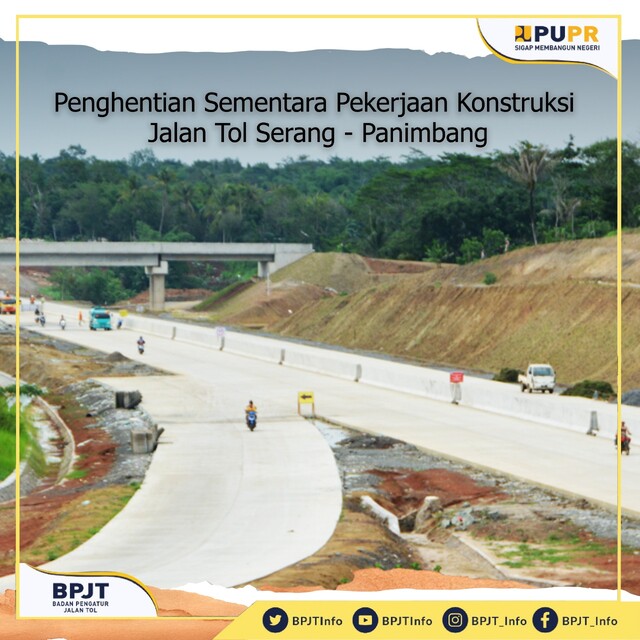 PUPR
SIGAP MEMBANGUN NEGERI
Penghentian Sementara Pekerjaan Konstruksi
Jalan Tol Serang - Panimbang
BPJT
BADAN PENGATUR
JALAN TOL
BPJTInfo
BPJTInfo
BPJT_Info
BPJT_Info